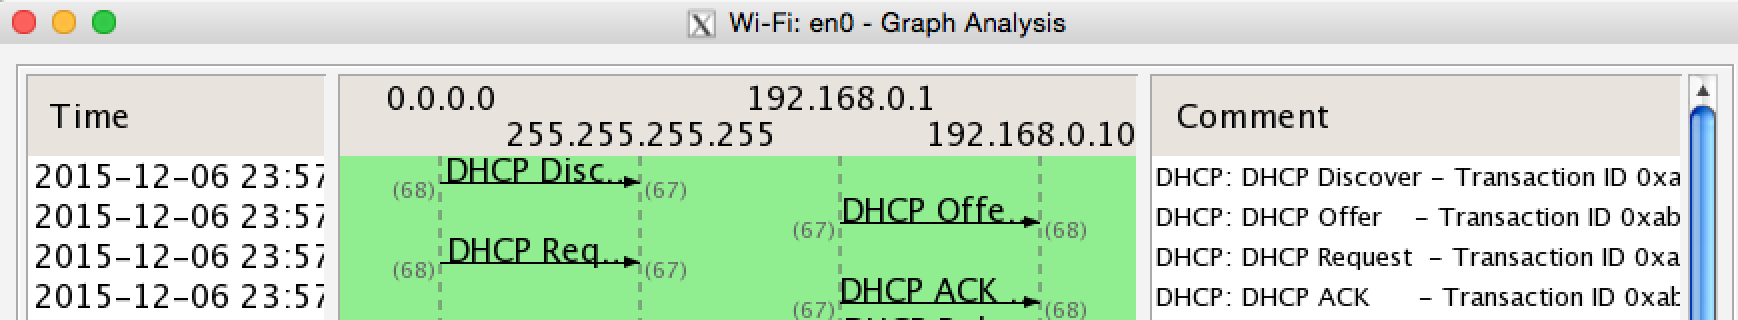 Wi-Fi: en0 - Graph Analysis
Time
0.0.0.0
192.168.0.1
255.255.255.255
192.168.0.10
Comment
2015-12-06 23:57
DHCP Disc...
(68)
(67)
DHCP: DHCP Discover - Transaction ID 0xa
2015-12-06 23:57
DHCP Offe...
(67)
(68)
DHCP: DHCP Offer - Transaction ID 0xab
2015-12-06 23:57
DHCP Req...
(68)
(67)
DHCP: DHCP Request - Transaction ID 0xa
2015-12-06 23:57
DHCP ACK ...
(67)
(68)
DHCP: DHCP ACK - Transaction ID 0xab